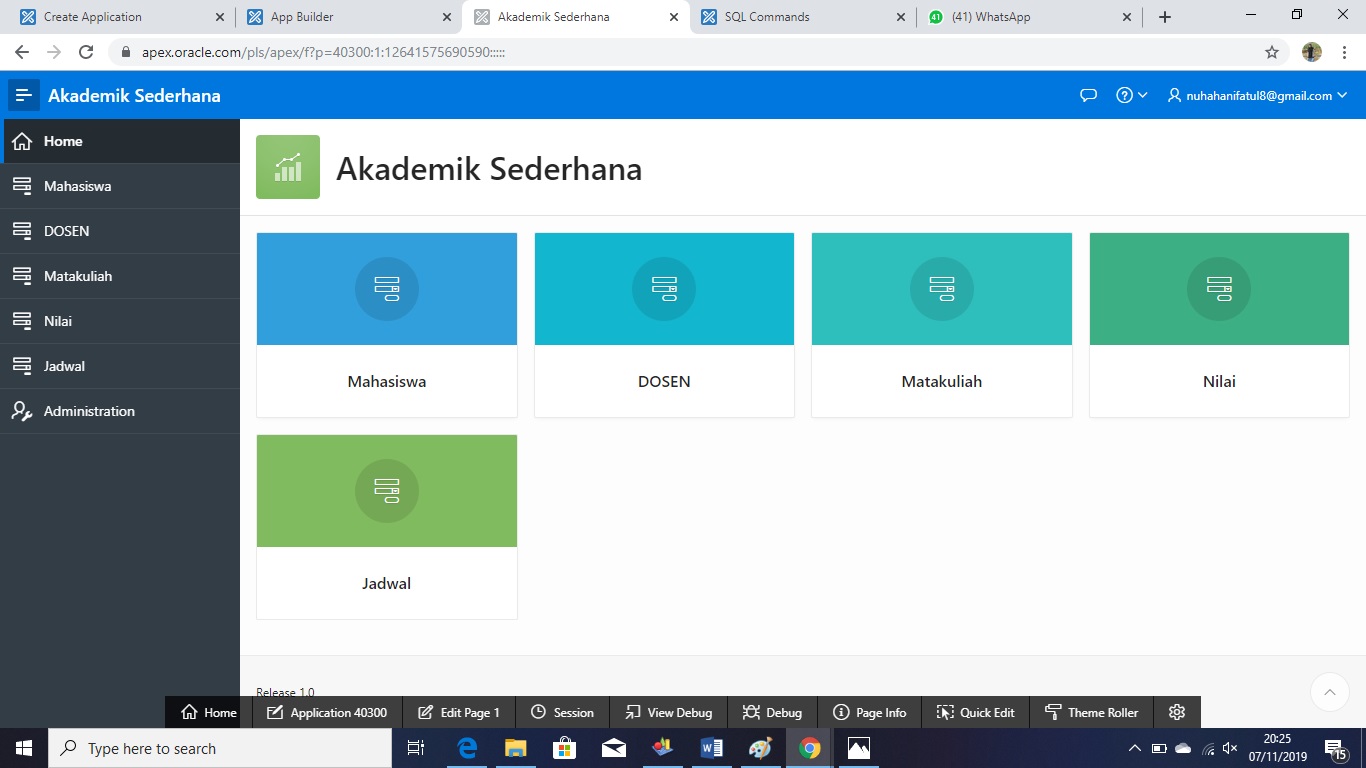 Create Application
App Builder
Akademik Sederhana
SQL Commands
41
(41) WhatsApp
apex.oracle.com/pls/apex/f?p=40300:1:12641575690590:::::
Akademik Sederhana
nuhahanifatul8@gmail.com
Home
Mahasiswa
DOSEN
Matakuliah
Nilai
Jadwal
Administration
Akademik Sederhana
Mahasiswa
DOSEN
Matakuliah
Nilai
Jadwal
Release 1.0
Home
Application 40300
Edit Page 1
Session
View Debug
Debug
Page Info
Quick Edit
Theme Roller
Type here to search
20:25
07/11/2019
15